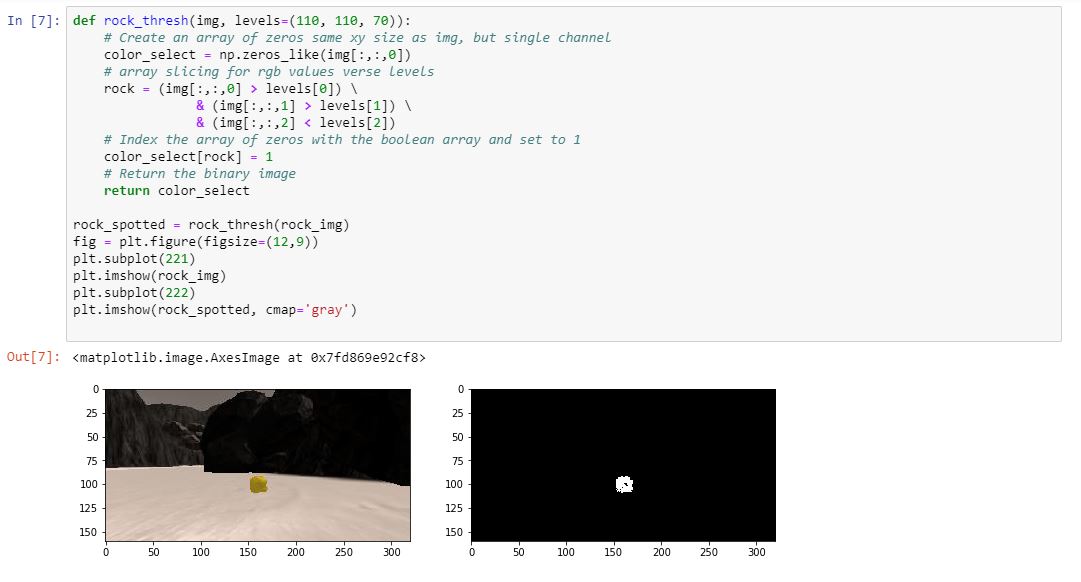 In [7]: def rock_thresh(img, levels=(110, 110, 70)):
    # Create an array of zeros same xy size as img, but single channel
    color_select = np.zeros_like(img[:,:,0])
    # array slicing for rgb values verse levels
    rock = (img[:,:,0] > levels[0]) \
                & (img[:,:,1] > levels[1]) \
                & (img[:,:,2] < levels[2])
    # Index the array of zeros with the boolean array and set to 1
    color_select[rock] = 1
    # Return the binary image
    return color_select

rock_spotted = rock_thresh(rock_img)
fig = plt.figure(figsize=(12,9))
plt.subplot(221)
plt.imshow(rock_img)
plt.subplot(222)
plt.imshow(rock_spotted, cmap='gray')
Out[7]: <matplotlib.image.AxesImage at 0x7fd869e92cf8>
0
25
50
75
100
125
150
0 50 100 150 200 250 300
0
25
50
75
100
125
150
0 50 100 150 200 250 300